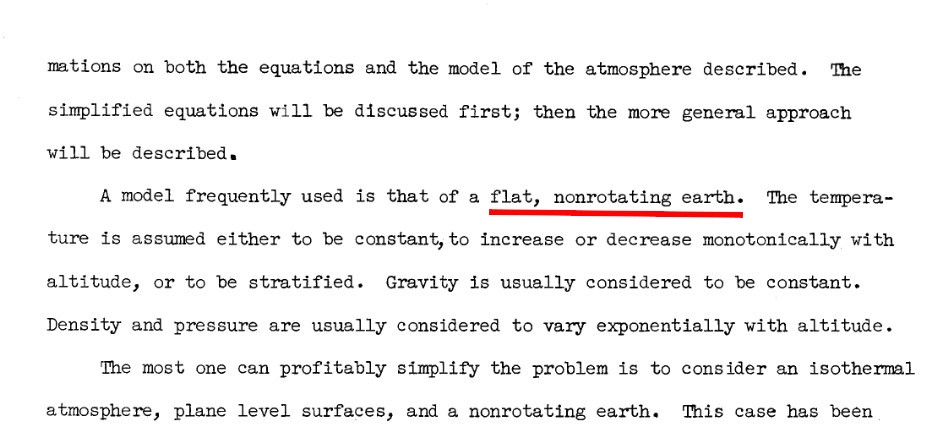 mations on both the equations and the model of the atmosphere described. The
simplified equations will be discussed first; then the more general approach
will be described.
A model frequently used is that of a flat, nonrotating earth. The tempera-
ture is assumed either to be constant, to increase or decrease monotonically with
altitude, or to be stratified. Gravity is usually considered to be constant.
Density and pressure are usually considered to vary exponentially with altitude.
The most one can profitably simplify the problem is to consider an isothermal
atmosphere, plane level surfaces, and a nonrotating earth. This case has been